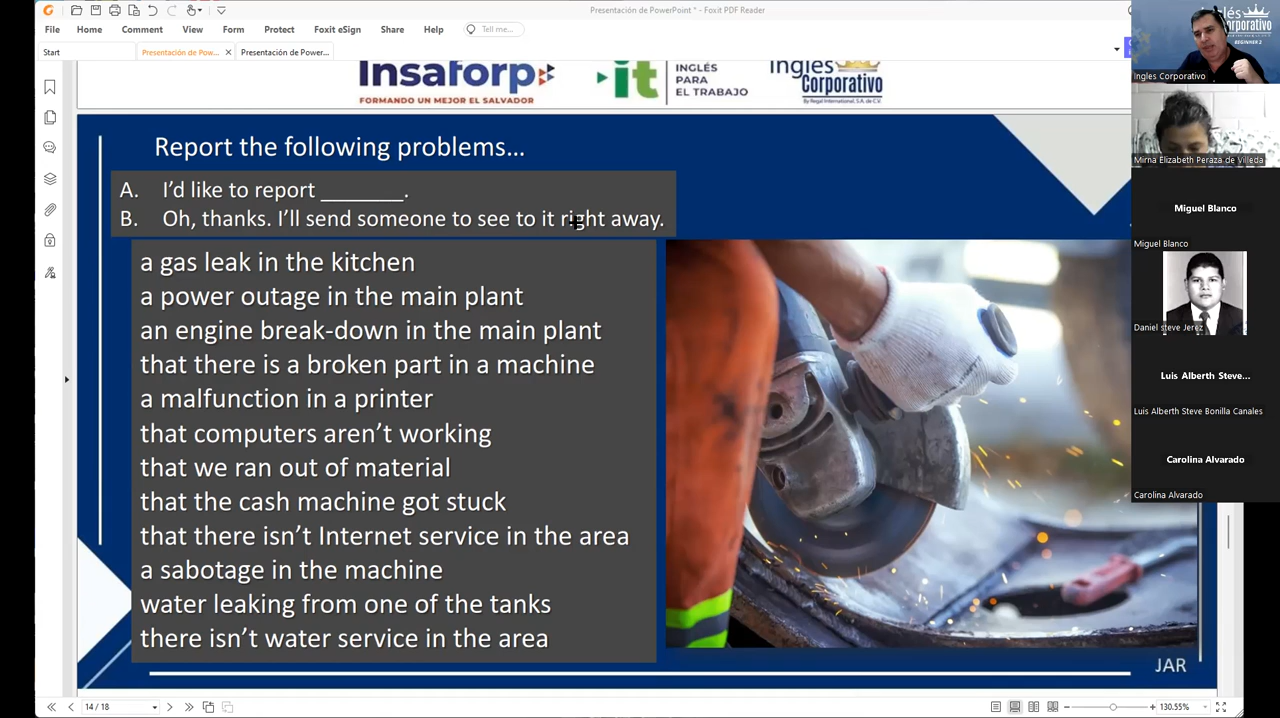 Presentación de PowerPoint * - Foxit PDF Reader
File Home Comment View Form Protect Foxit eSign Share Help Tell me...
Start Presentación de Pow... × Presentación de Power...
Insaforp
FORMANDO UN MEJOR EL SALVADOR
it
INGLÉS
PARA
EL TRABAJO
Inglés
Corporativo
By Regal International, S.A. de C.V.
Report the following problems...
A. I'd like to report _______.
B. Oh, thanks. I'll send someone to see to it right away.
a gas leak in the kitchen
a power outage in the main plant
an engine break-down in the main plant
that there is a broken part in a machine
a malfunction in a printer
that computers aren't working
that we ran out of material
that the cash machine got stuck
that there isn't Internet service in the area
a sabotage in the machine
water leaking from one of the tanks
there isn't water service in the area
JAR
14 / 18
130.55%
BEGINNER 2
Ingles Corporativo
Mirna Elizabeth Peraza de Villeda
Miguel Blanco
Miguel Blanco
Daniel steve Jerez
Luis Alberth Steve...
Luis Alberth Steve Bonilla Canales
Carolina Alvarado
Carolina Alvarado